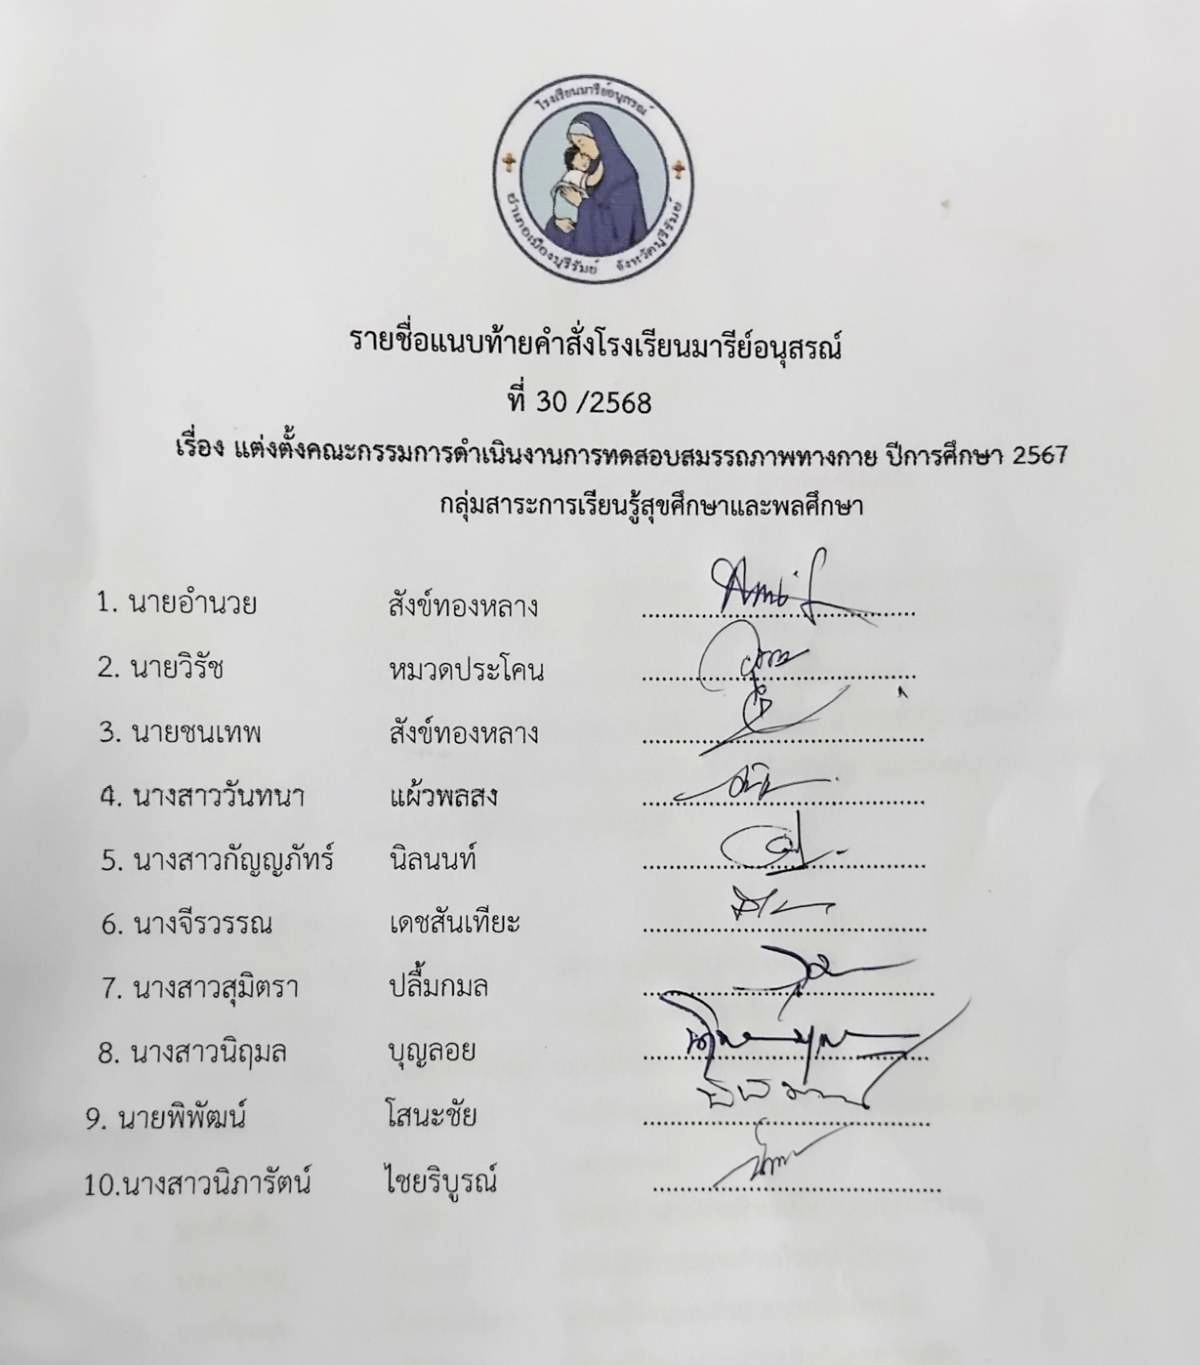 โรงเรียนมารีย์อนุสรณ์
อำเภอเมืองบุรีรัมย์ จังหวัดบุรีรัมย์
รายชื่อแนบท้ายคำสั่งโรงเรียนมารีย์อนุสรณ์
ที่ 30 /2568
เรื่อง แต่งตั้งคณะกรรมการดำเนินงานการทดสอบสมรรถภาพทางกาย ปีการศึกษา 2567
กลุ่มสาระการเรียนรู้สุขศึกษาและพลศึกษา
1. นายอำนวย สังข์ทองหลาง
2. นายวิรัช หมวดประโคน
3. นายชนเทพ สังข์ทองหลาง
4. นางสาววันทนา แผ้วพลสง
5. นางสาวกัญญภัทร์ นิลนนท์
6. นางจีรวรรณ เดชสันเทียะ
7. นางสาวสุมิตรา ปลื้มกมล
8. นางสาวนิฤมล บุญลอย
9. นายพิพัฒน์ โสนะชัย
10.นางสาวนิภารัตน์ ไชยริบูรณ์